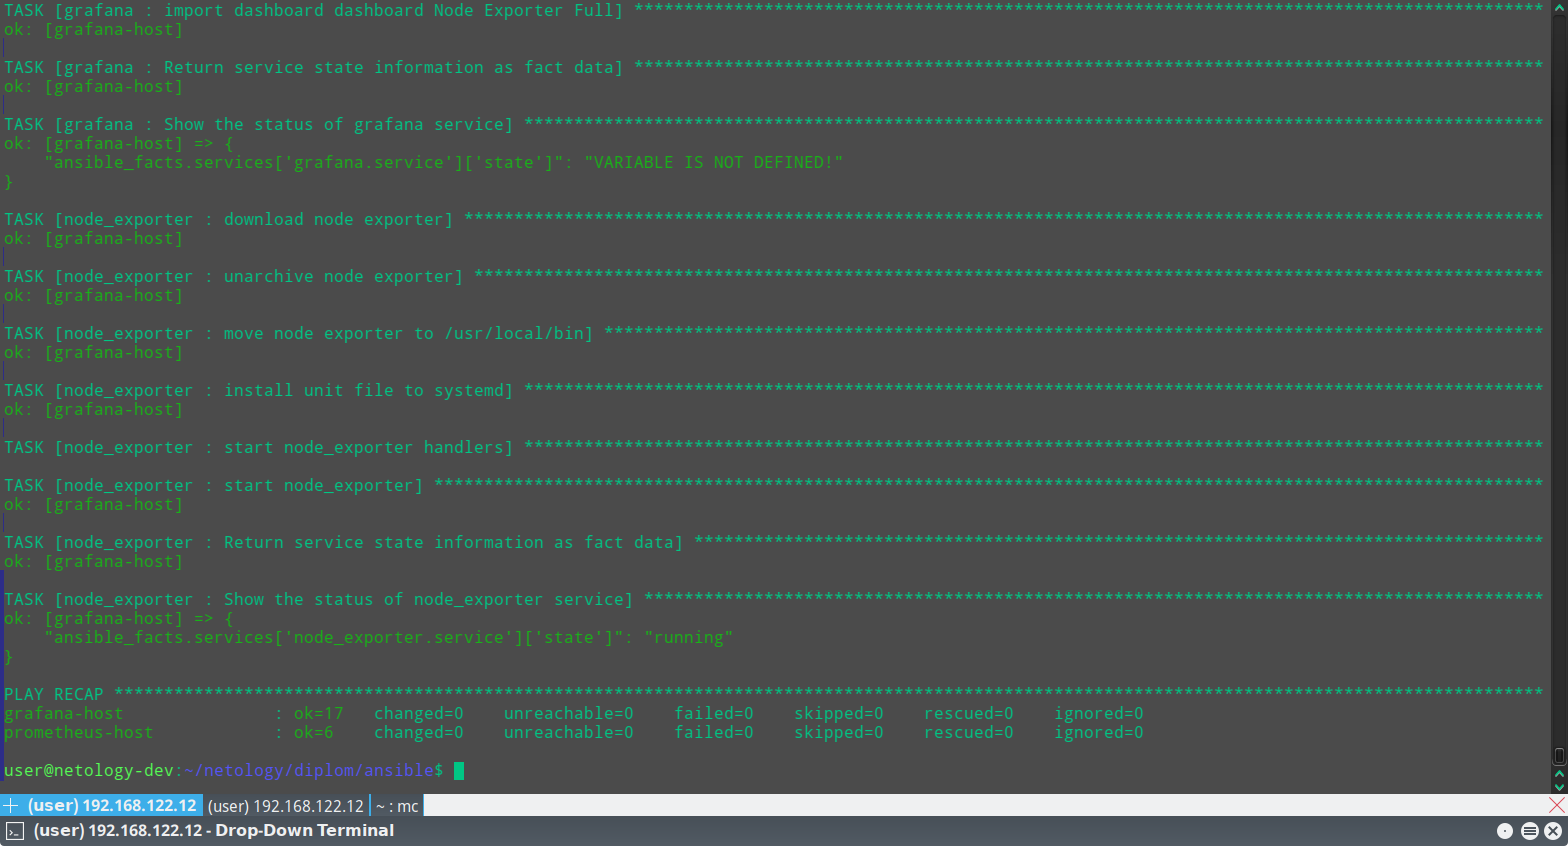 TASK [grafana : import dashboard dashboard Node Exporter Full] *******************************************************************************************
ok: [grafana-host]
TASK [grafana : Return service state information as fact data] *******************************************************************************************
ok: [grafana-host]
TASK [grafana : Show the status of grafana service] ******************************************************************************************************
ok: [grafana-host] => {
    "ansible_facts.services['grafana.service']['state']": "VARIABLE IS NOT DEFINED!"
}
TASK [node_exporter : download node exporter] ************************************************************************************************************
ok: [grafana-host]
TASK [node_exporter : unarchive node exporter] ***********************************************************************************************************
ok: [grafana-host]
TASK [node_exporter : move node exporter to /usr/local/bin] **********************************************************************************************
ok: [grafana-host]
TASK [node_exporter : install unit file to systemd] ******************************************************************************************************
ok: [grafana-host]
TASK [node_exporter : start node_exporter handlers] ******************************************************************************************************
TASK [node_exporter : start node_exporter] ***************************************************************************************************************
ok: [grafana-host]
TASK [node_exporter : Return service state information as fact data] *************************************************************************************
ok: [grafana-host]
TASK [node_exporter : Show the status of node_exporter service] ******************************************************************************************
ok: [grafana-host] => {
    "ansible_facts.services['node_exporter.service']['state']": "running"
}
PLAY RECAP ***********************************************************************************************************************************************
grafana-host               : ok=17   changed=0    unreachable=0    failed=0    skipped=0    rescued=0    ignored=0
prometheus-host            : ok=6    changed=0    unreachable=0    failed=0    skipped=0    rescued=0    ignored=0
user@netology-dev:~/netology/diplom/ansible$
(user) 192.168.122.12 (user) 192.168.122.12 ~ : mc
(user) 192.168.122.12 - Drop-Down Terminal